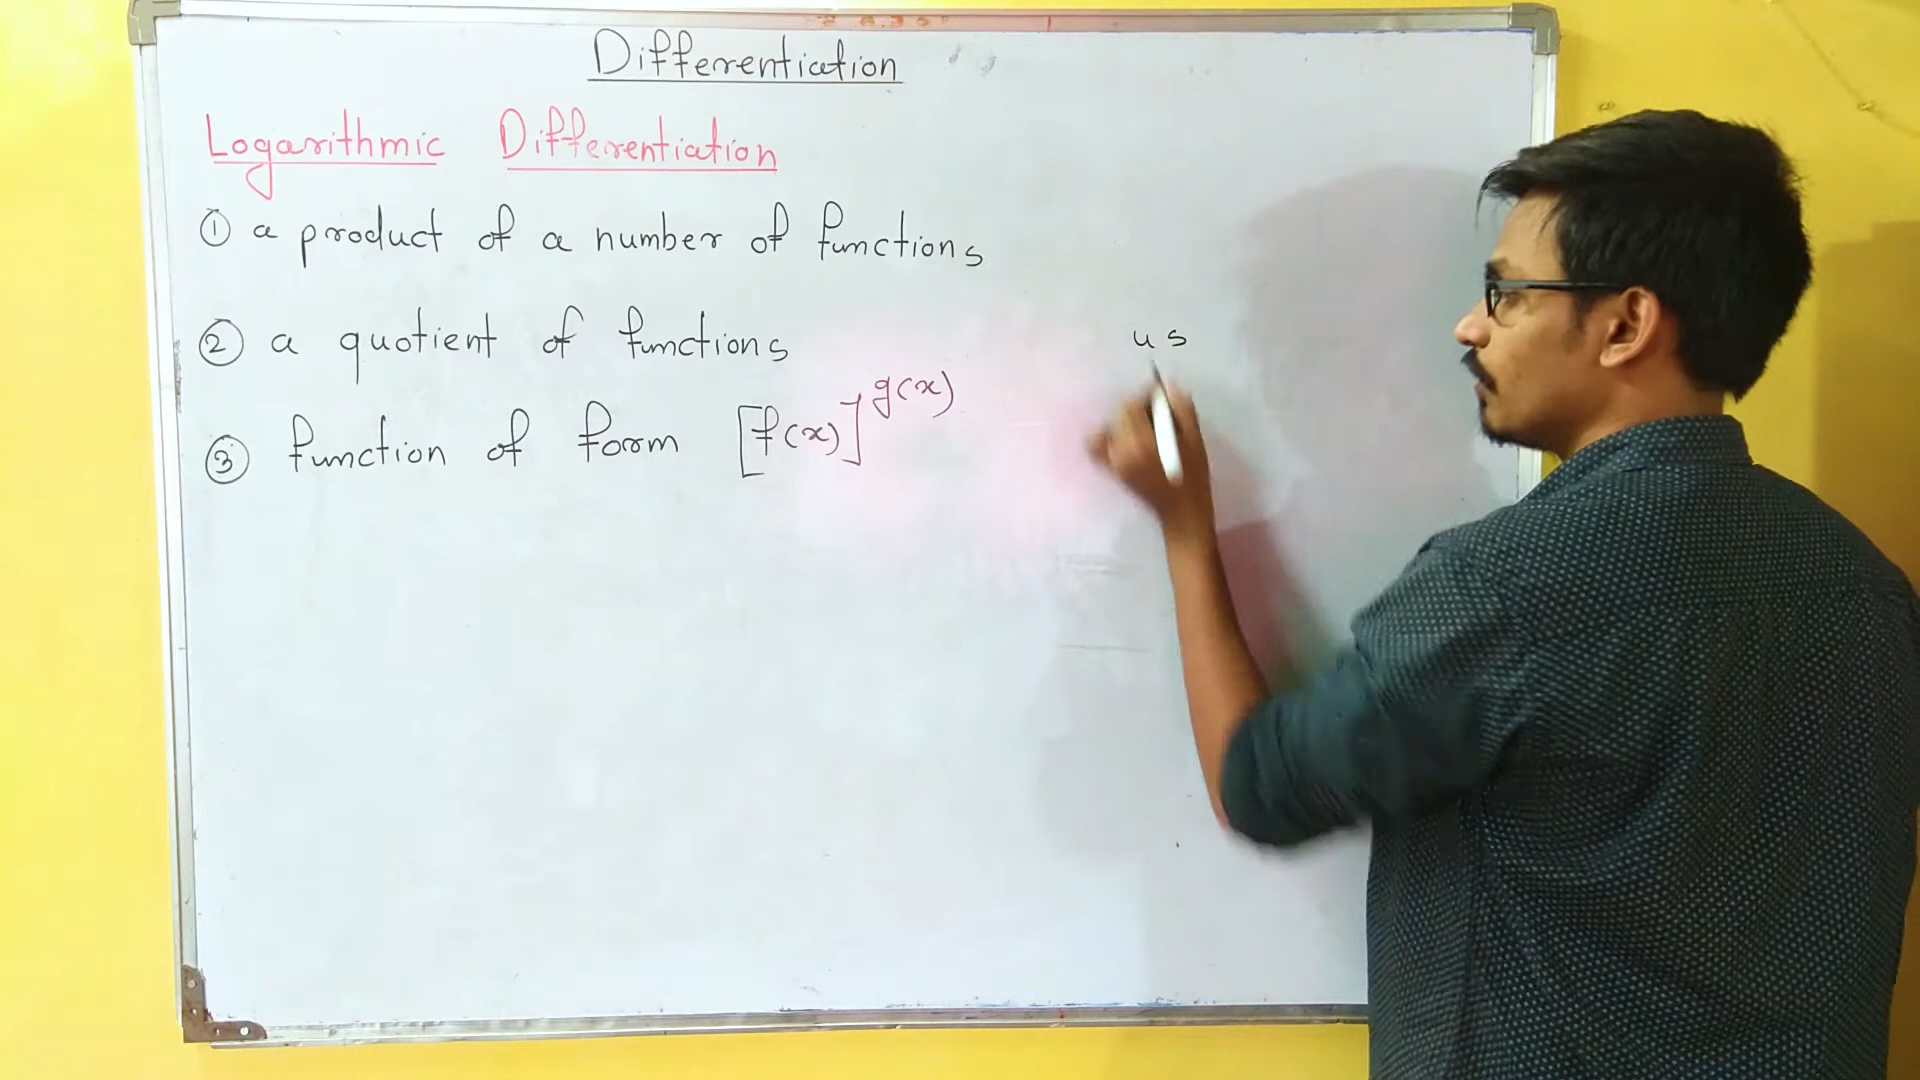 Differentiation
Logarithmic Differentiation
① a product of a number of functions
② a quotient of functions
us
③ function of form [f(x)]^g(x)